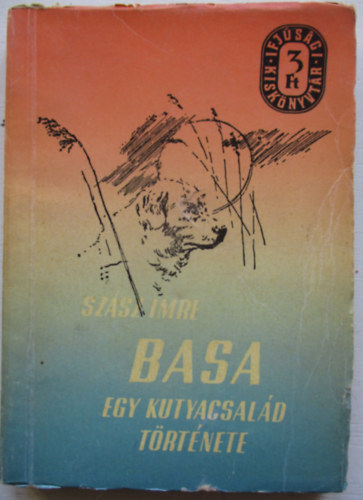 IFJÚSÁGI
3
Ft
KISKÖNYVTÁR
SZÁSZ IMRE
BASA
EGY KUTYACSALÁD
TÖRTÉNETE